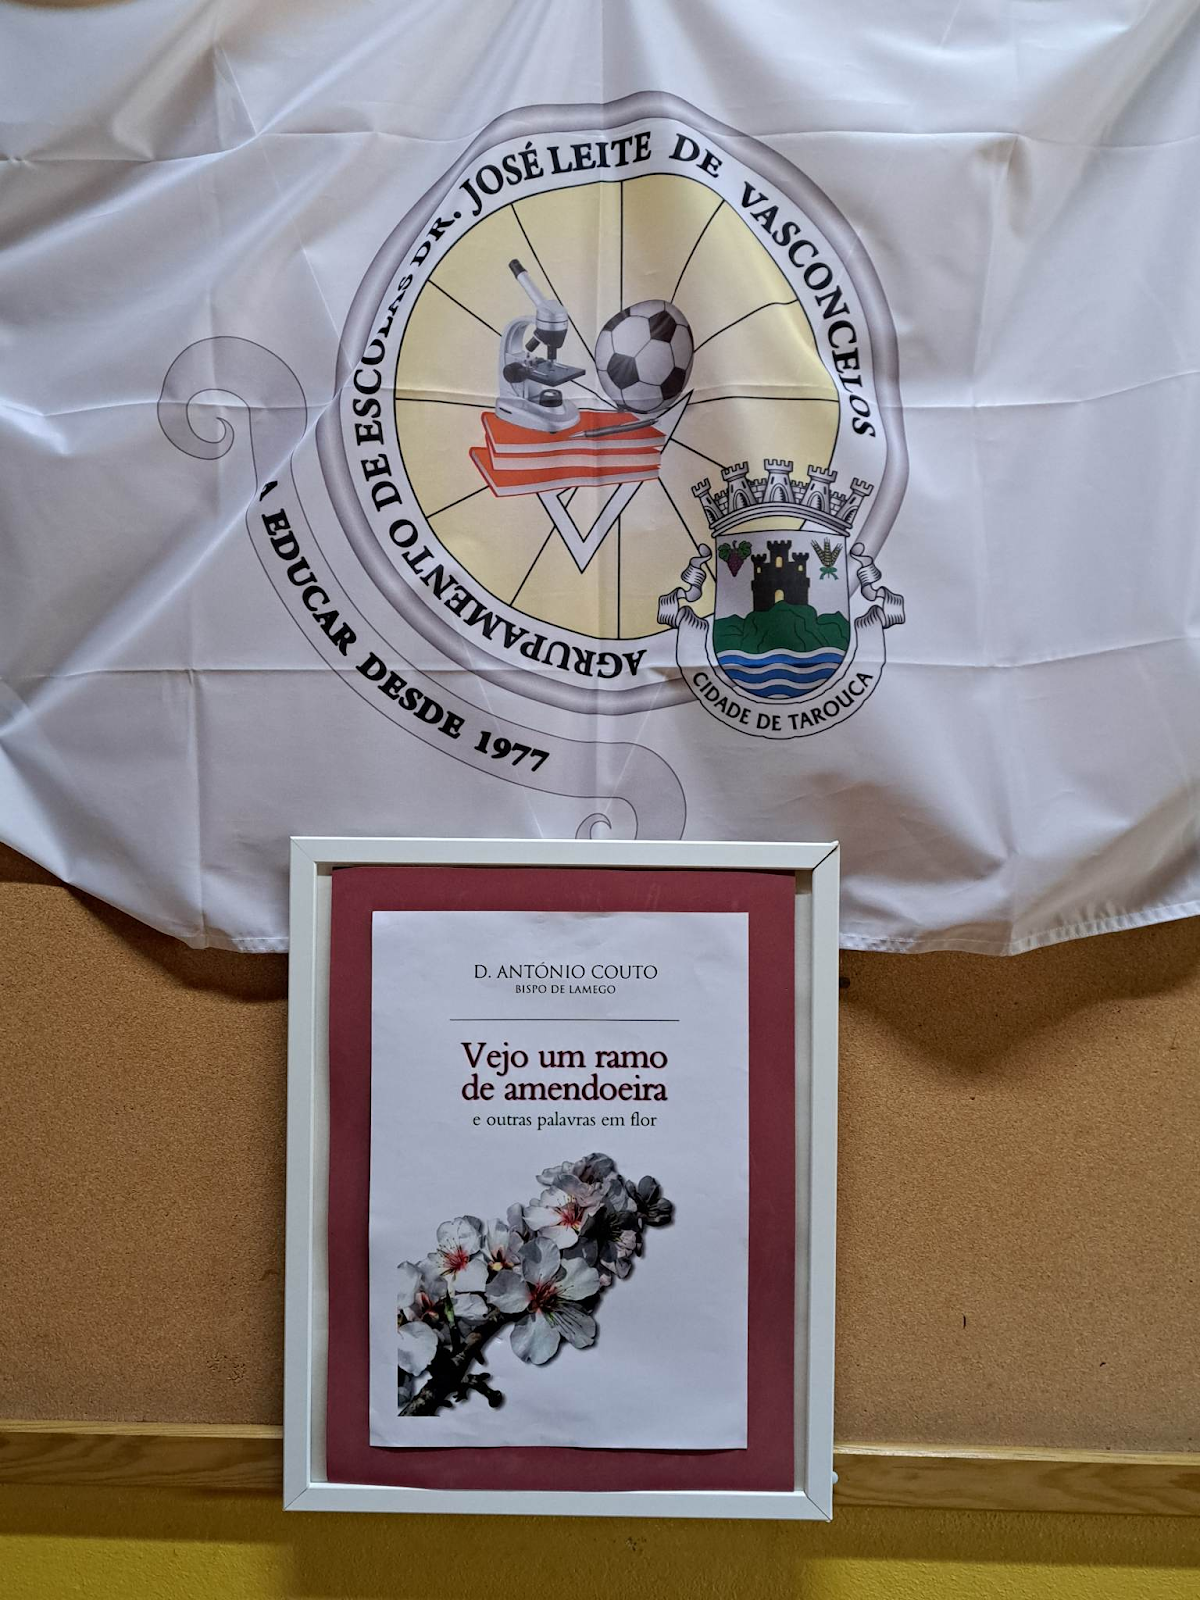 AGRUPAMENTO DE ESCOLAS DR. JOSÉ LEITE DE VASCONCELOS
A EDUCAR DESDE 1977
CIDADE DE TAROUCA
D. ANTÓNIO COUTO
BISPO DE LAMEGO
Vejo um ramo
de amendoeira
e outras palavras em flor